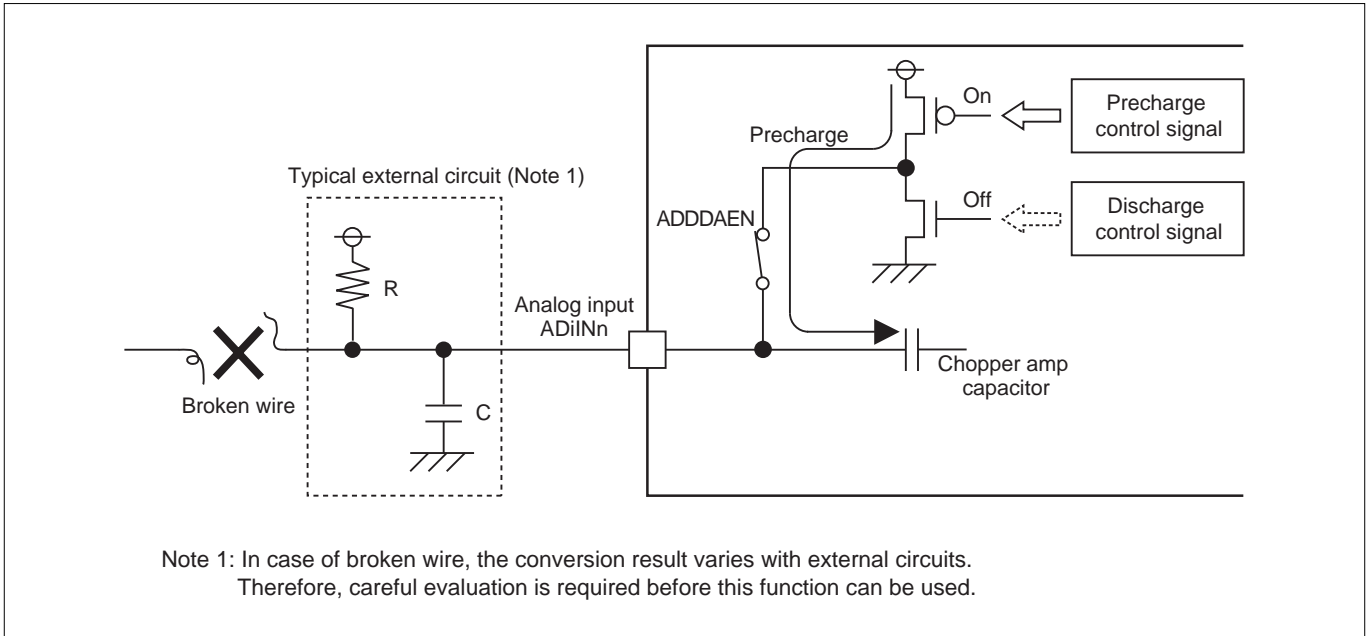 On
Precharge
control signal
Precharge
Typical external circuit (Note 1)
Off
Discharge
control signal
ADDDAEN
R
Analog input
ADiINn
Chopper amp
capacitor
Broken wire
C
Note 1: In case of broken wire, the conversion result varies with external circuits.
Therefore, careful evaluation is required before this function can be used.